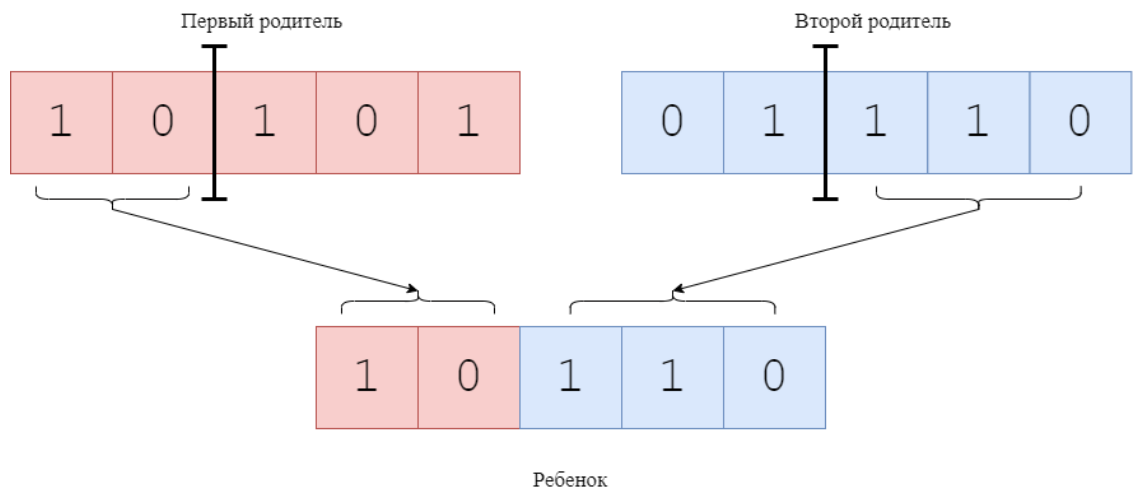 Первый родитель
Второй родитель
1 0 1 0 1
0 1 1 1 0
1 0 1 1 0
Ребенок